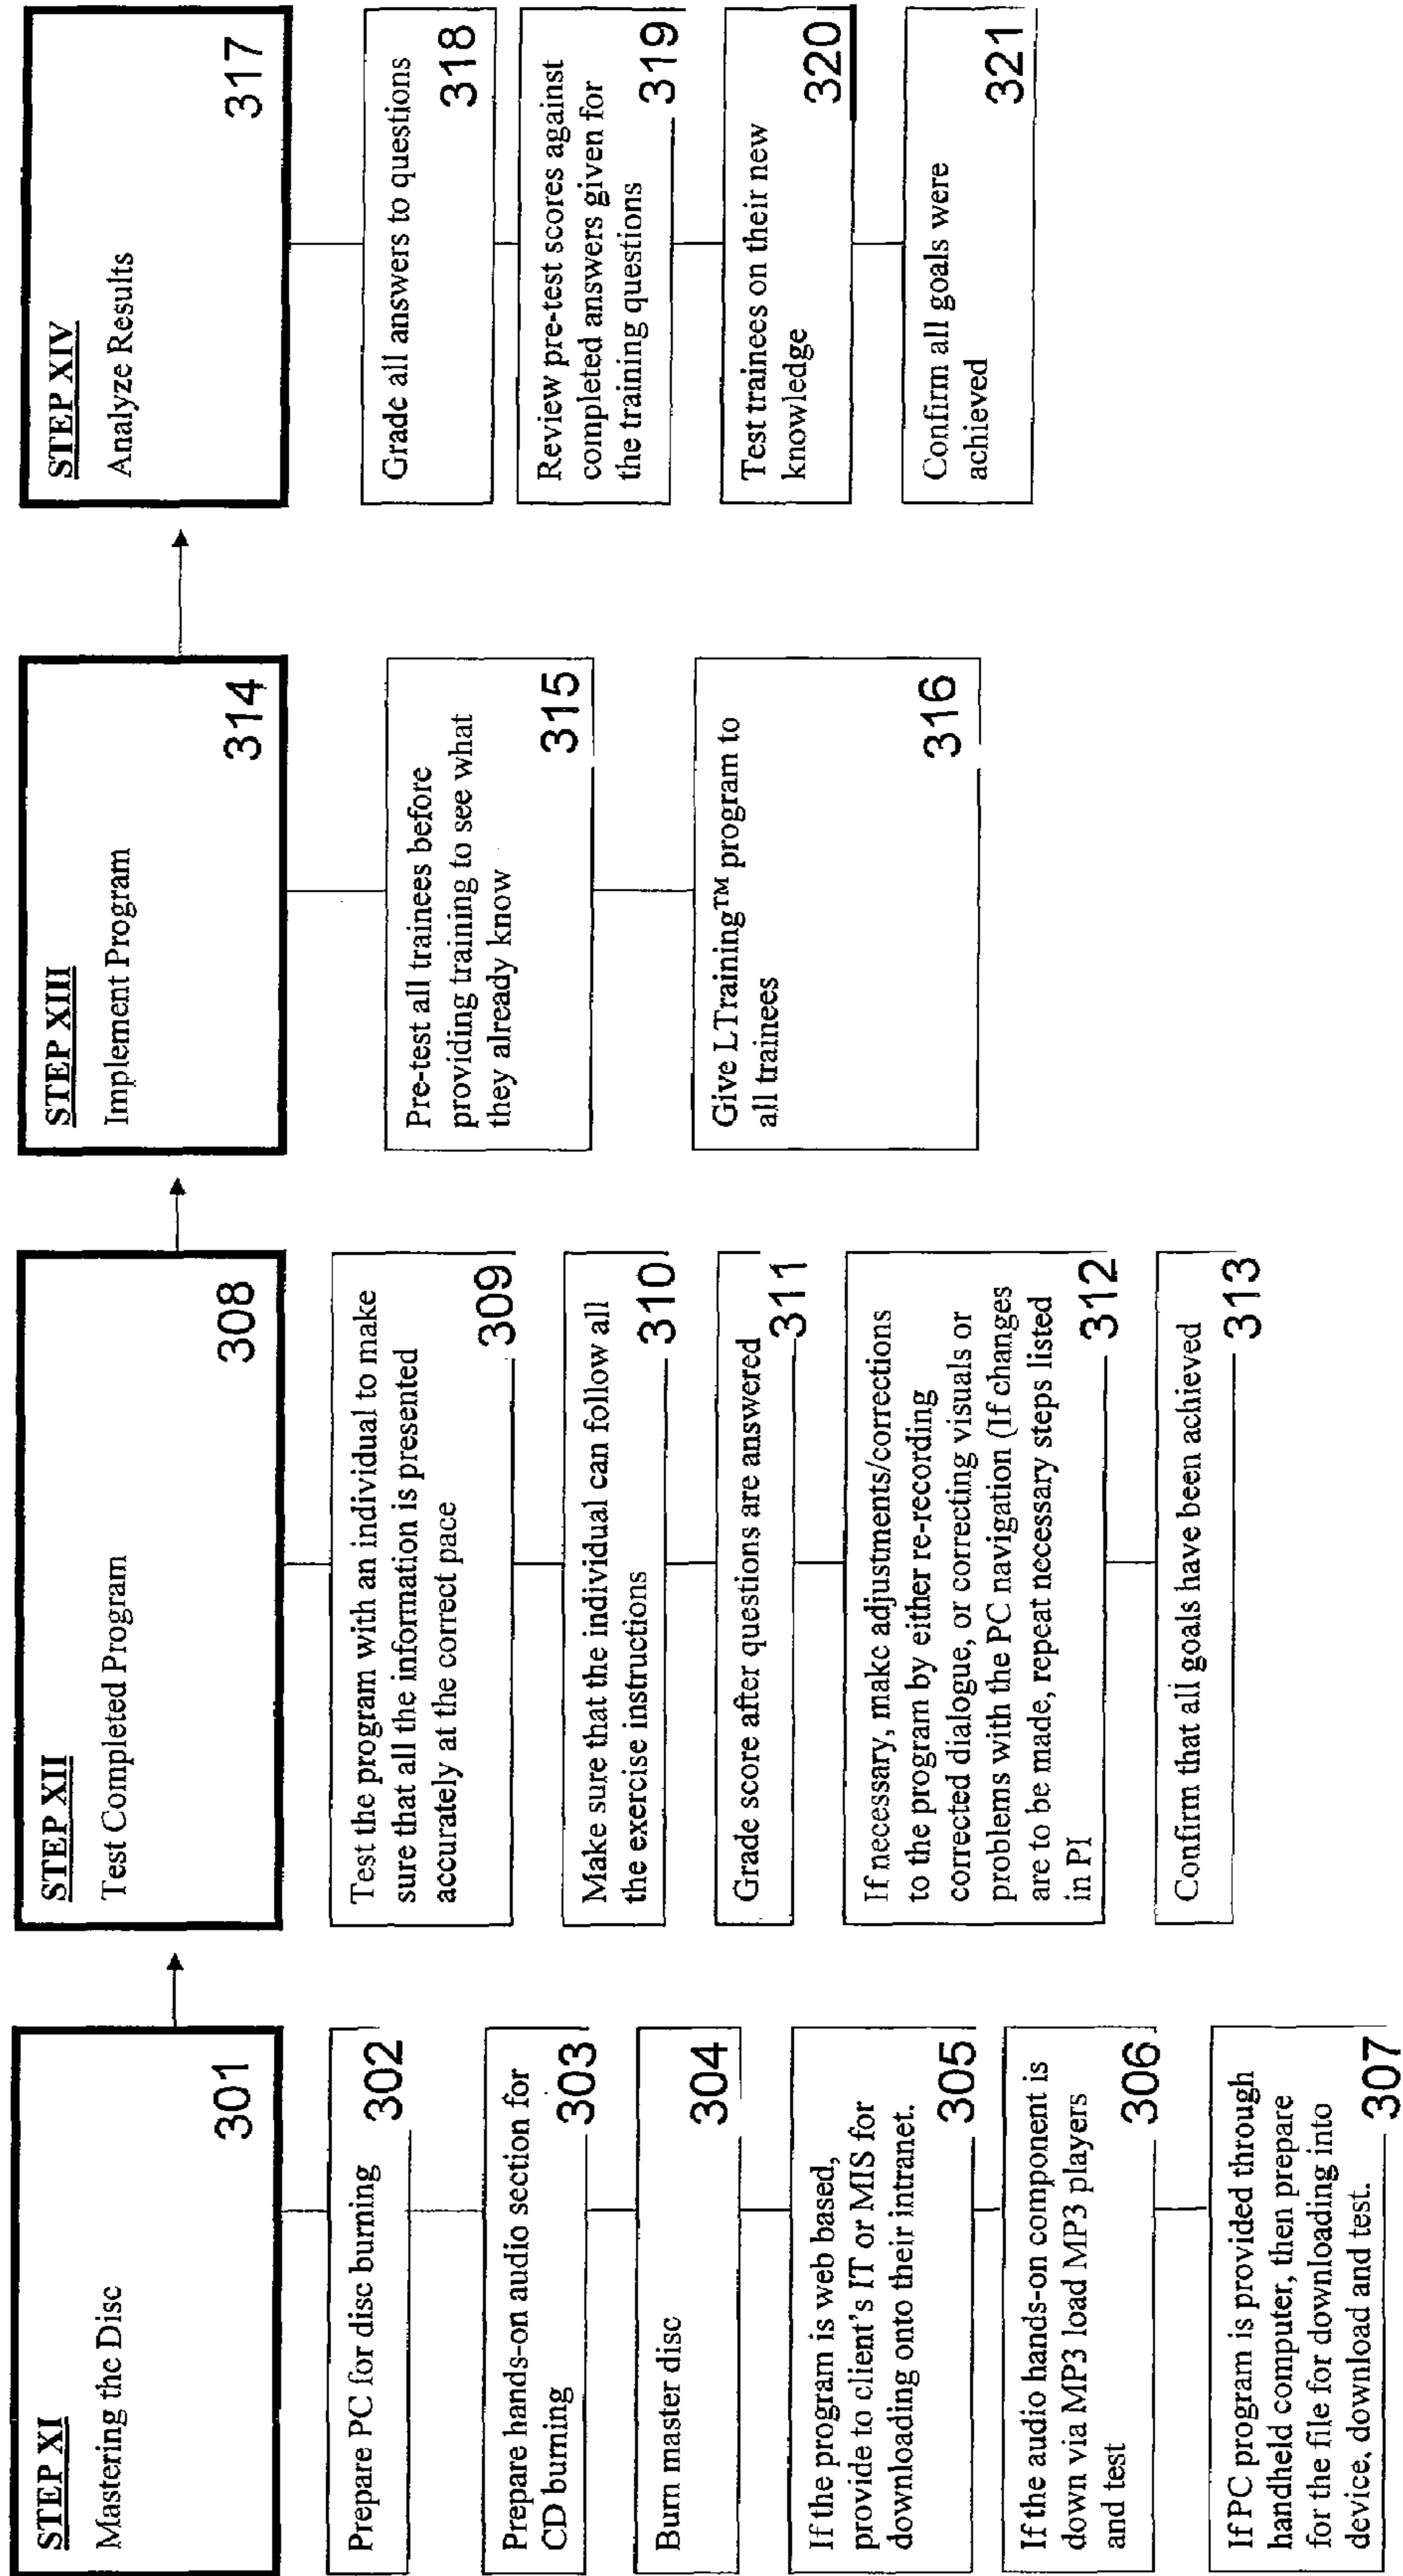 STEP XI
Mastering the Disc
301
Prepare PC for disc burning
302
Prepare hands-on audio section for
CD burning
303
Burn master disc
304
If the program is web based,
provide to client's IT or MIS for
downloading onto their intranet.
305
If the audio hands-on component is
down via MP3 load MP3 players
and test
306
If PC program is provided through
handheld computer, then prepare
for the file for downloading into
device, download and test.
307
STEP XII
Test Completed Program
308
Test the program with an individual to make
sure that all the information is presented
accurately at the correct pace
309
Make sure that the individual can follow all
the exercise instructions
310
Grade score after questions are answered
311
If necessary, make adjustments/corrections
to the program by either re-recording
corrected dialogue, or correcting visuals or
problems with the PC navigation (If changes
are to be made, repeat necessary steps listed
in PI
312
Confirm that all goals have been achieved
313
STEP XIII
Implement Program
314
Pre-test all trainees before
providing training to see what
they already know
315
Give LTraining™ program to
all trainees
316
STEP XIV
Analyze Results
317
Grade all answers to questions
318
Review pre-test scores against
completed answers given for
the training questions
319
Test trainees on their new
knowledge
320
Confirm all goals were
achieved
321